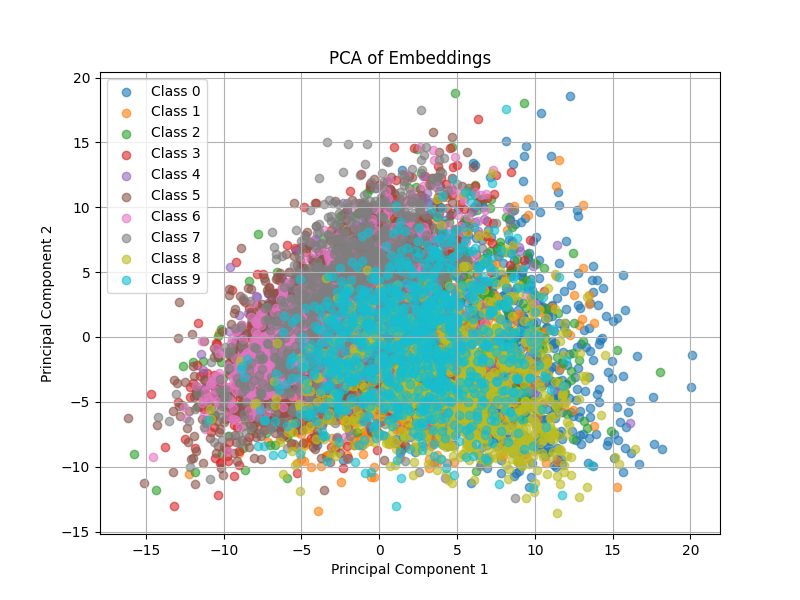 PCA of Embeddings
Class 0
Class 1
Class 2
Class 3
Class 4
Class 5
Class 6
Class 7
Class 8
Class 9
20
15
10
5
0
−5
−10
−15
Principal Component 2
−15 −10 −5 0 5 10 15 20
Principal Component 1